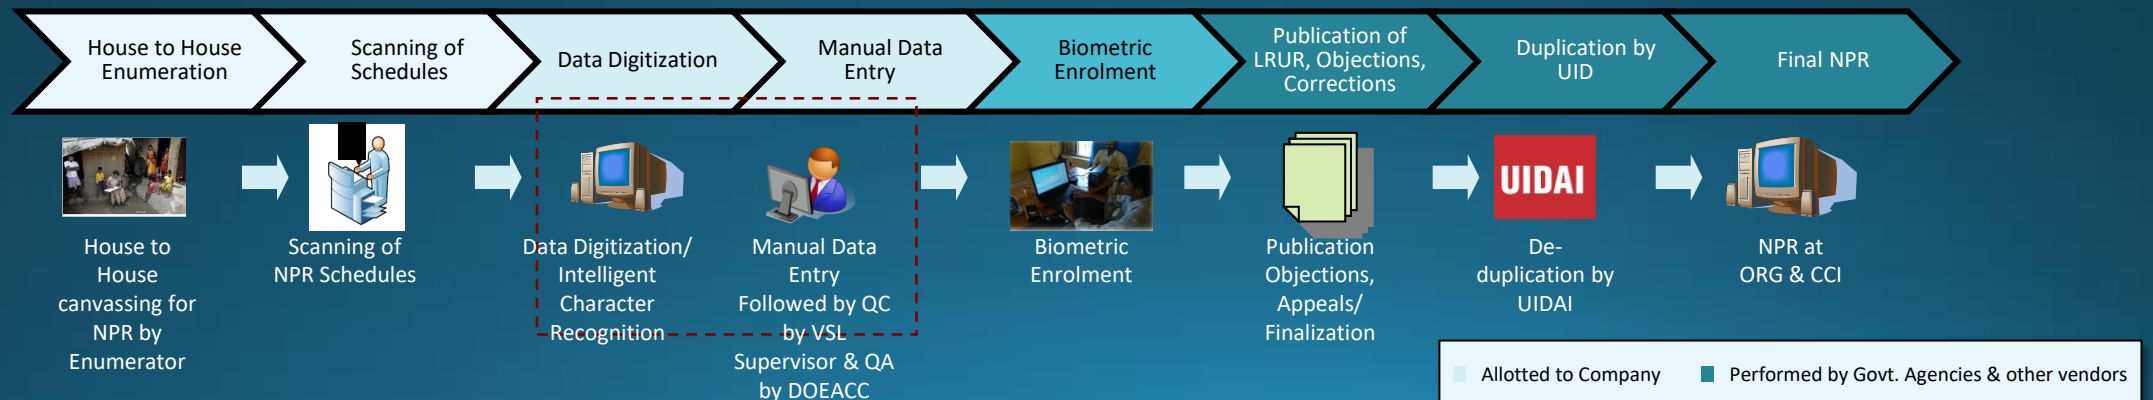 House to House
Enumeration
Scanning of
Schedules
Data Digitization
Manual Data
Entry
Biometric
Enrolment
Publication of
LRUR, Objections,
Corrections
Duplication by
UID
Final NPR
UIDAI
House to
House
canvassing for
NPR by
Enumerator
Scanning of
NPR Schedules
Data Digitization/
Intelligent
Character
Recognition
Manual Data
Entry
Followed by QC
by VSL
Supervisor & QA
by DOEACC
Biometric
Enrolment
Publication
Objections,
Appeals/
Finalization
De-
duplication by
UIDAI
NPR at
ORG & CCI
Allotted to Company
Performed by Govt. Agencies & other vendors